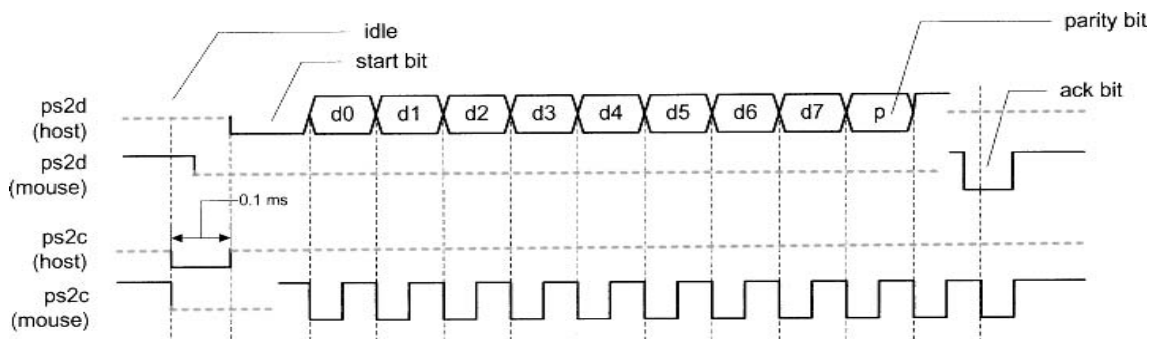 idle
parity bit
start bit
ack bit
ps2d
(host)
d0 d1 d2 d3 d4 d5 d6 d7 p
ps2d
(mouse)
0.1 ms
ps2c
(host)
ps2c
(mouse)